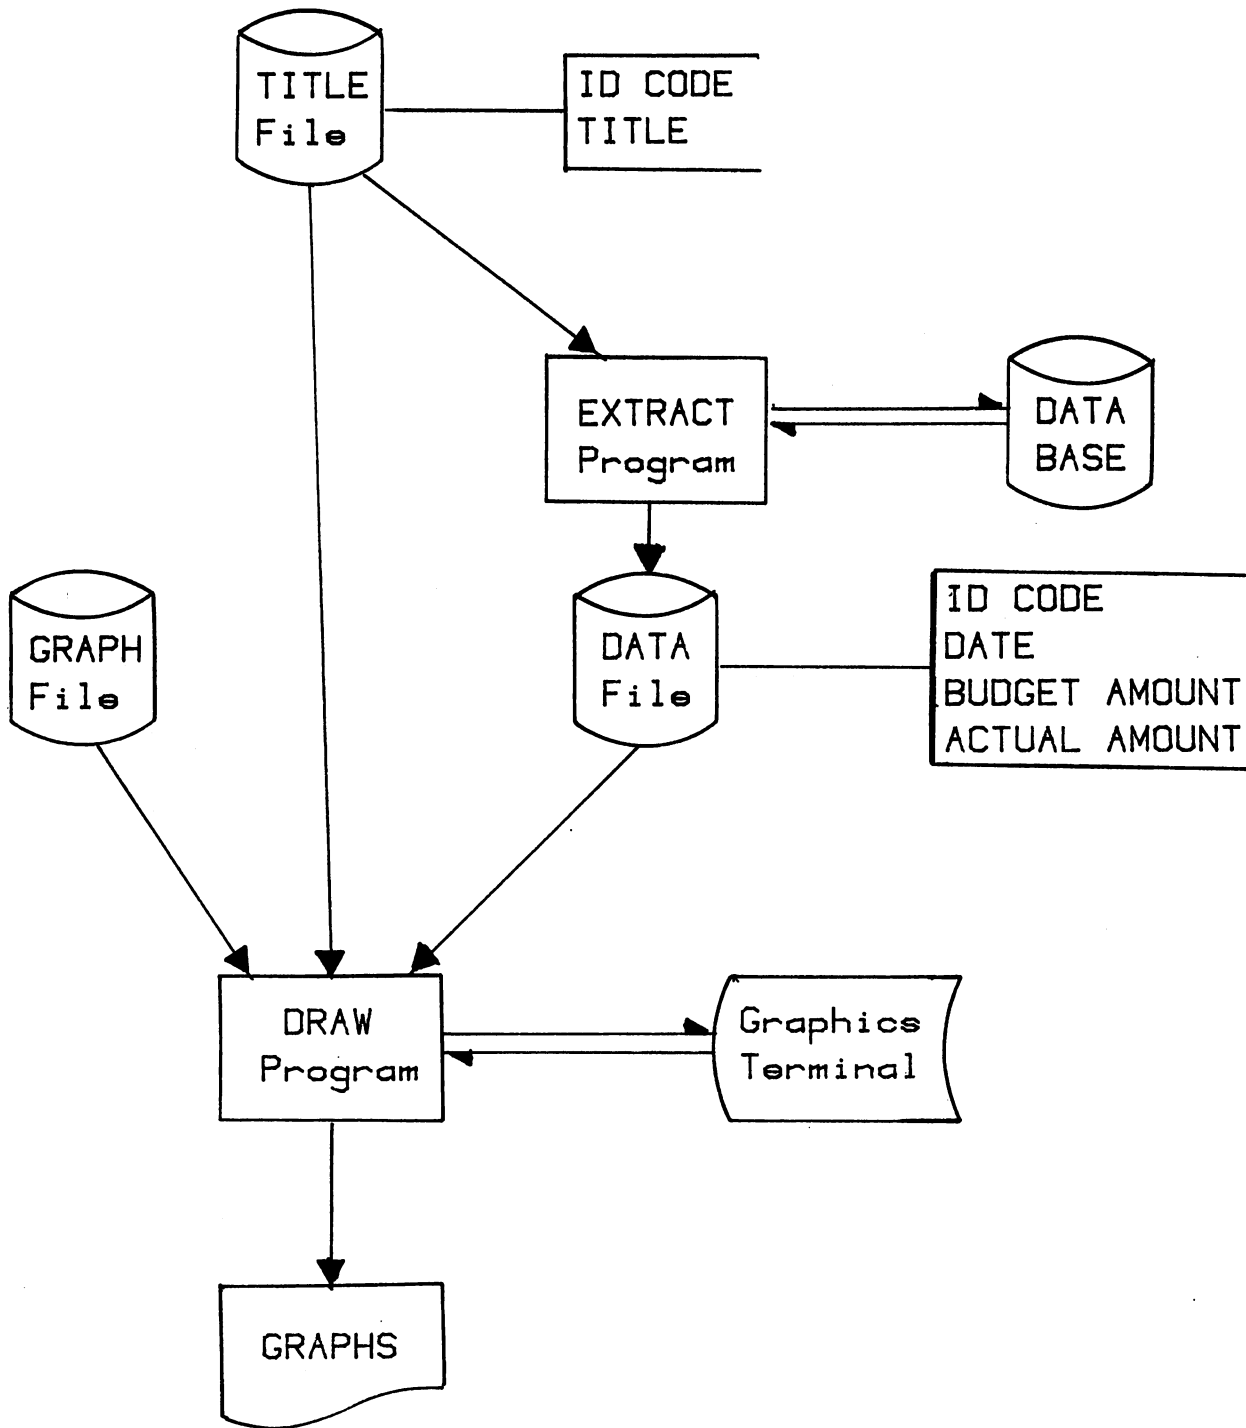 TITLE
File
ID CODE
TITLE
EXTRACT
Program
DATA
BASE
GRAPH
File
DATA
File
ID CODE
DATE
BUDGET AMOUNT
ACTUAL AMOUNT
DRAW
Program
Graphics
Terminal
GRAPHS